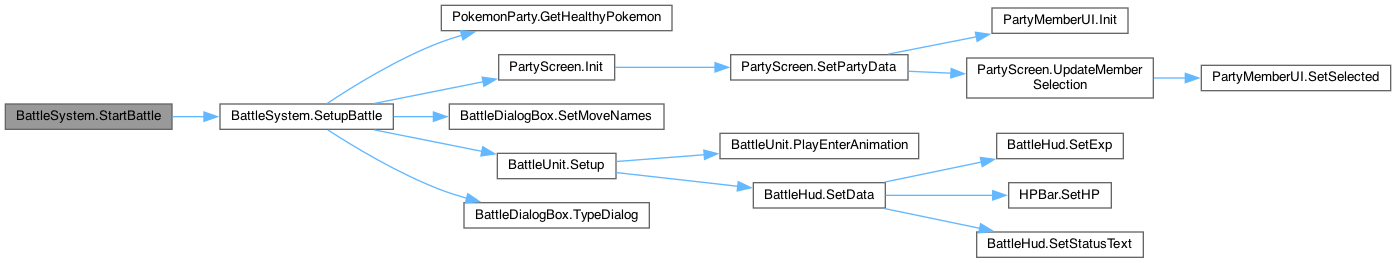 BattleSystem.StartBattle
BattleSystem.SetupBattle
PokemonParty.GetHealthyPokemon
PartyScreen.Init
PartyScreen.SetPartyData
PartyMemberUI.Init
PartyScreen.UpdateMember
Selection
PartyMemberUI.SetSelected
BattleDialogBox.SetMoveNames
BattleUnit.Setup
BattleUnit.PlayEnterAnimation
BattleHud.SetData
BattleHud.SetExp
HPBar.SetHP
BattleHud.SetStatusText
BattleDialogBox.TypeDialog